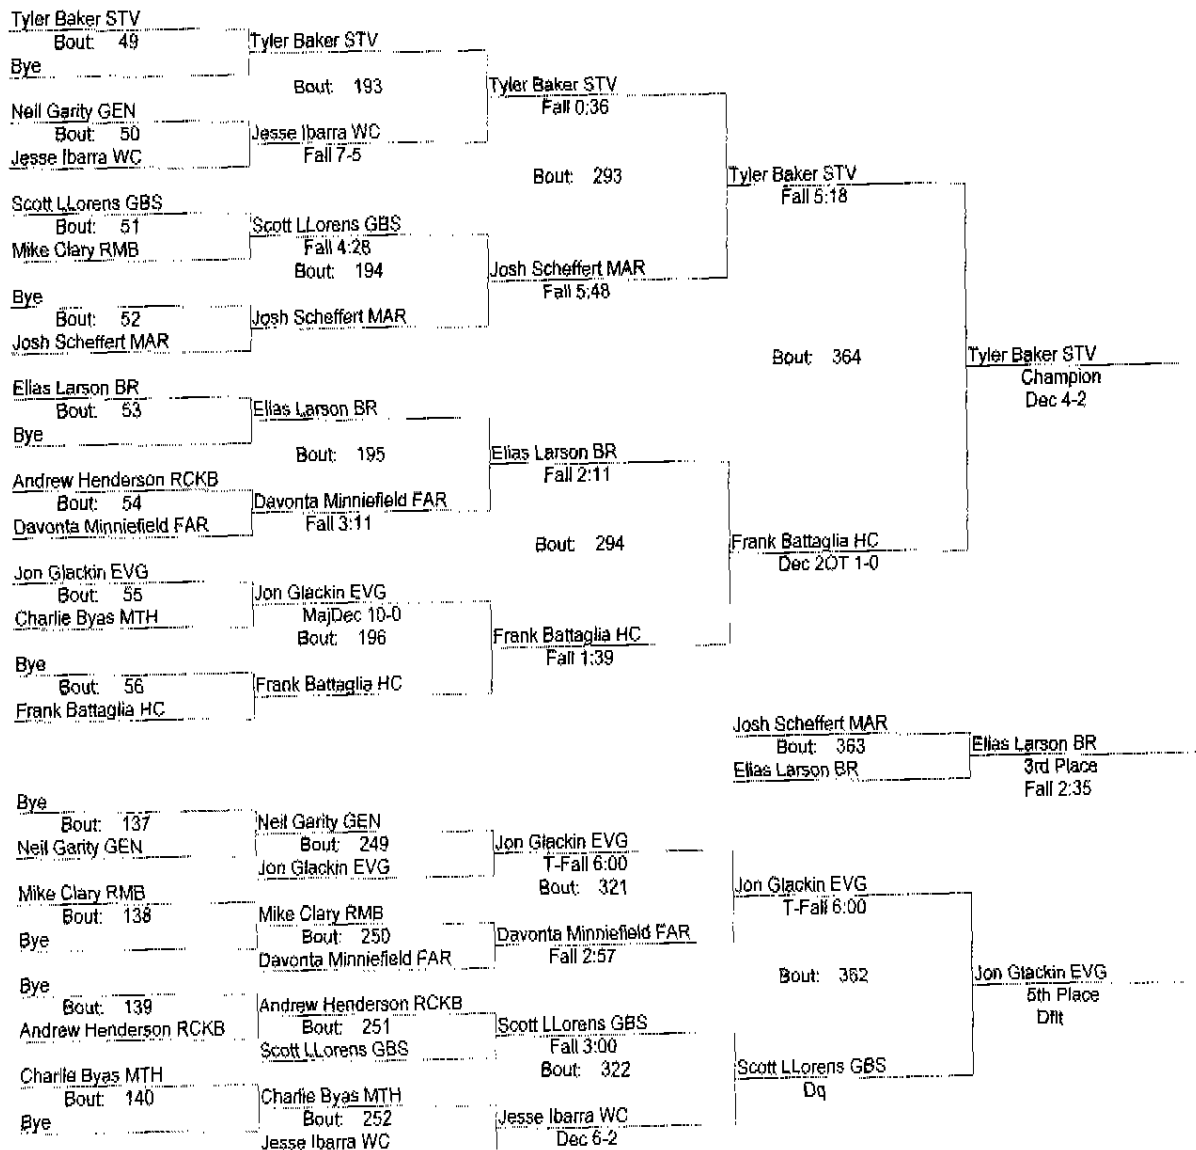 Tyler Baker STV
Bout: 49
Bye
Tyler Baker STV
Bout: 193
Neil Garity GEN
Bout: 50
Jesse Ibarra WC
Jesse Ibarra WC
Fall 7-5
Tyler Baker STV
Fall 0:36
Bout: 293
Scott LLorens GBS
Bout: 51
Mike Clary RMB
Scott LLorens GBS
Fall 4:28
Bout: 194
Bye
Bout: 52
Josh Scheffert MAR
Josh Scheffert MAR
Josh Scheffert MAR
Fall 5:48
Tyler Baker STV
Fall 5:18
Bout: 364
Tyler Baker STV
Champion
Dec 4-2
Elias Larson BR
Bout: 53
Bye
Elias Larson BR
Bout: 195
Andrew Henderson RCKB
Bout: 54
Davonta Minniefield FAR
Davonta Minniefield FAR
Fall 3:11
Elias Larson BR
Fall 2:11
Bout: 294
Jon Glackin EVG
Bout: 55
Charlie Byas MTH
Jon Glackin EVG
MajDec 10-0
Bout: 196
Bye
Bout: 56
Frank Battaglia HC
Frank Battaglia HC
Frank Battaglia HC
Fall 1:39
Frank Battaglia HC
Dec 2OT 1-0
Josh Scheffert MAR
Bout: 363
Elias Larson BR
Elias Larson BR
3rd Place
Fall 2:35
Bye
Bout: 137
Neil Garity GEN
Neil Garity GEN
Bout: 249
Jon Glackin EVG
Jon Glackin EVG
T-Fall 6:00
Bout: 321
Mike Clary RMB
Bout: 138
Bye
Mike Clary RMB
Bout: 250
Davonta Minniefield FAR
Davonta Minniefield FAR
Fall 2:57
Jon Glackin EVG
T-Fall 6:00
Bout: 362
Jon Glackin EVG
5th Place
Dflt
Bye
Bout: 139
Andrew Henderson RCKB
Andrew Henderson RCKB
Bout: 251
Scott LLorens GBS
Scott LLorens GBS
Fall 3:00
Bout: 322
Charlie Byas MTH
Bout: 140
Bye
Charlie Byas MTH
Bout: 252
Jesse Ibarra WC
Jesse Ibarra WC
Dec 6-2
Scott LLorens GBS
Dq